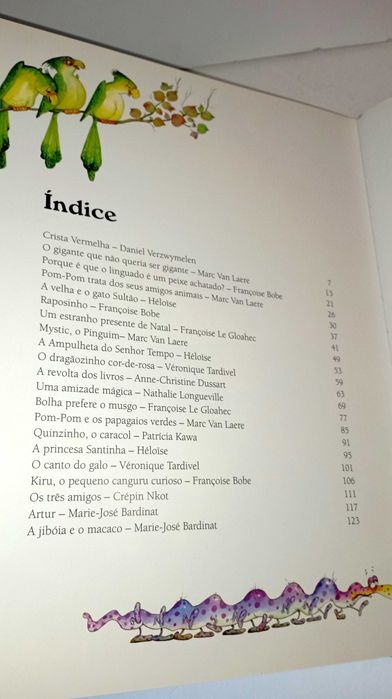 Índice
Crista Vermelha – Daniel Verzwymelen 7
O gigante que não queria ser gigante – Marc Van Laere 15
Porque é que o linguado é um peixe achatado? – Françoise Bobe 21
Pom-Pom trata dos seus amigos animais – Marc Van Laere 26
A velha e o gato Sultão – Héloïse 30
Raposinho – Françoise Bobe 37
Um estranho presente de Natal – Françoise Le Gloahec 41
Mystic, o Pinguim– Marc Van Laere 49
A Ampulheta do Senhor Tempo – Héloïse 53
O dragãozinho cor-de-rosa – Véronique Tardivel 59
A revolta dos livros – Anne-Christine Dussart 63
Uma amizade mágica – Nathalie Longueville 69
Bolha prefere o musgo – Françoise Le Gloahec 77
Pom-Pom e os papagaios verdes – Marc Van Laere 85
Quinzinho, o caracol – Patrícia Kawa 91
A princesa Santinha – Héloïse 95
O canto do galo – Véronique Tardivel 101
Kiru, o pequeno canguru curioso – Françoise Bobe 106
Os três amigos – Crépin Nkot 111
Artur – Marie-José Bardinat 117
A jibóia e o macaco – Marie-José Bardinat 123